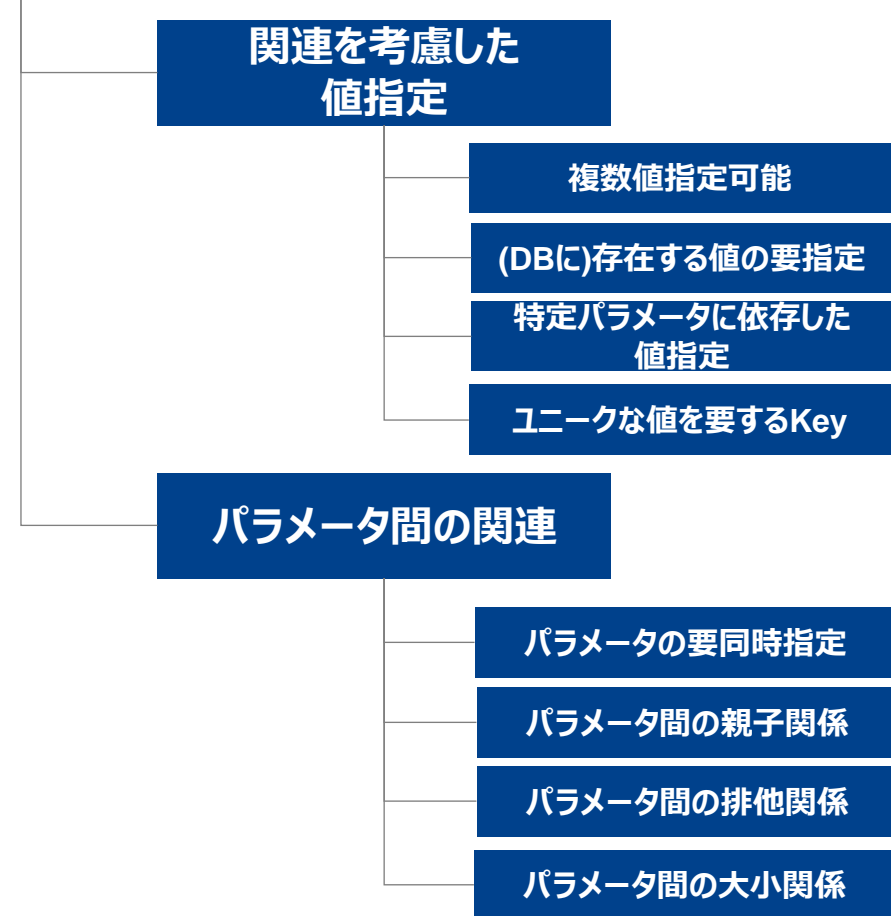 関連を考慮した
値指定
複数値指定可能
(DBに)存在する値の要指定
特定パラメータに依存した
値指定
ユニークな値を要するKey
パラメータ間の関連
パラメータの要同時指定
パラメータ間の親子関係
パラメータ間の排他関係
パラメータ間の大小関係